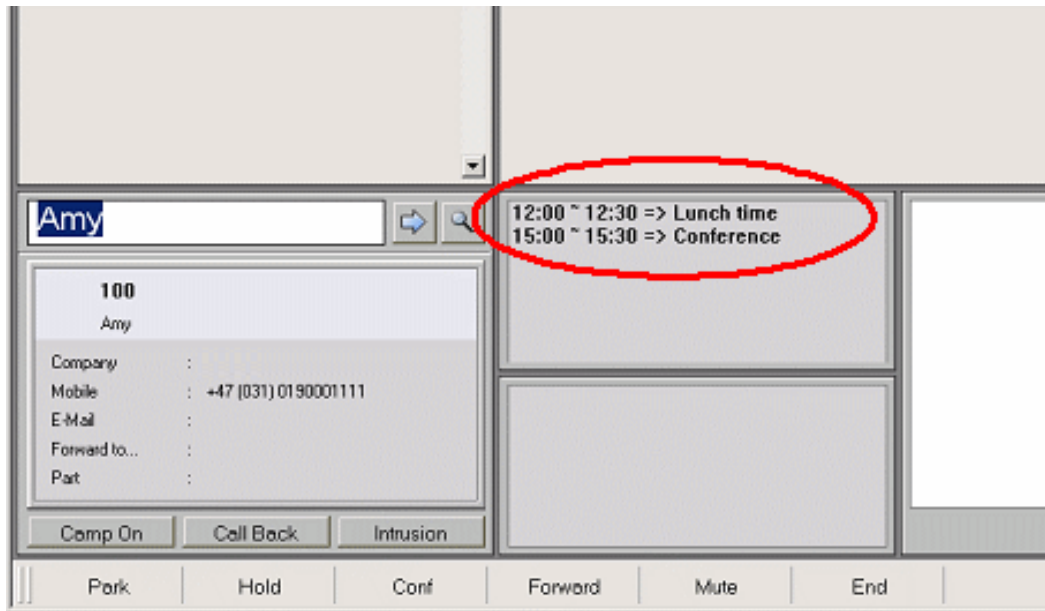 Amy
12:00 ~ 12:30 => Lunch time
15:00 ~ 15:30 => Conference
100
Amy
Company :
Mobile : +47 (031) 0190001111
E-Mail :
Forward to... :
Part :
Camp On Call Back Intrusion
Park Hold Conf Forward Mute End